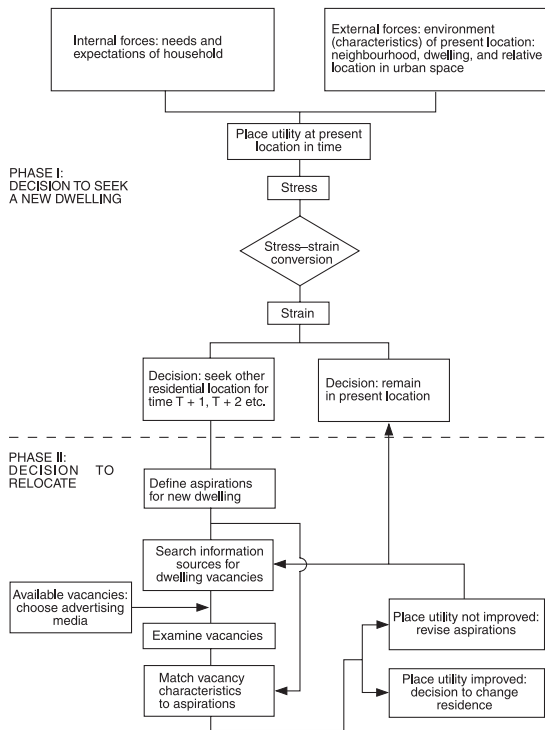 Internal forces: needs and
expectations of household
External forces: environment
(characteristics) of present location:
neighbourhood, dwelling, and relative
location in urban space
Place utility at present
location in time
PHASE I:
DECISION TO SEEK
A NEW DWELLING
Stress
Stress–strain
conversion
Strain
Decision: seek other
residential location for
time T + 1, T + 2 etc.
Decision: remain
in present location
PHASE II:
DECISION TO
RELOCATE
Define aspirations
for new dwelling
Search information
sources for
dwelling vacancies
Available vacancies:
choose advertising
media
Place utility not improved:
revise aspirations
Examine vacancies
Match vacancy
characteristics
to aspirations
Place utility improved:
decision to change
residence